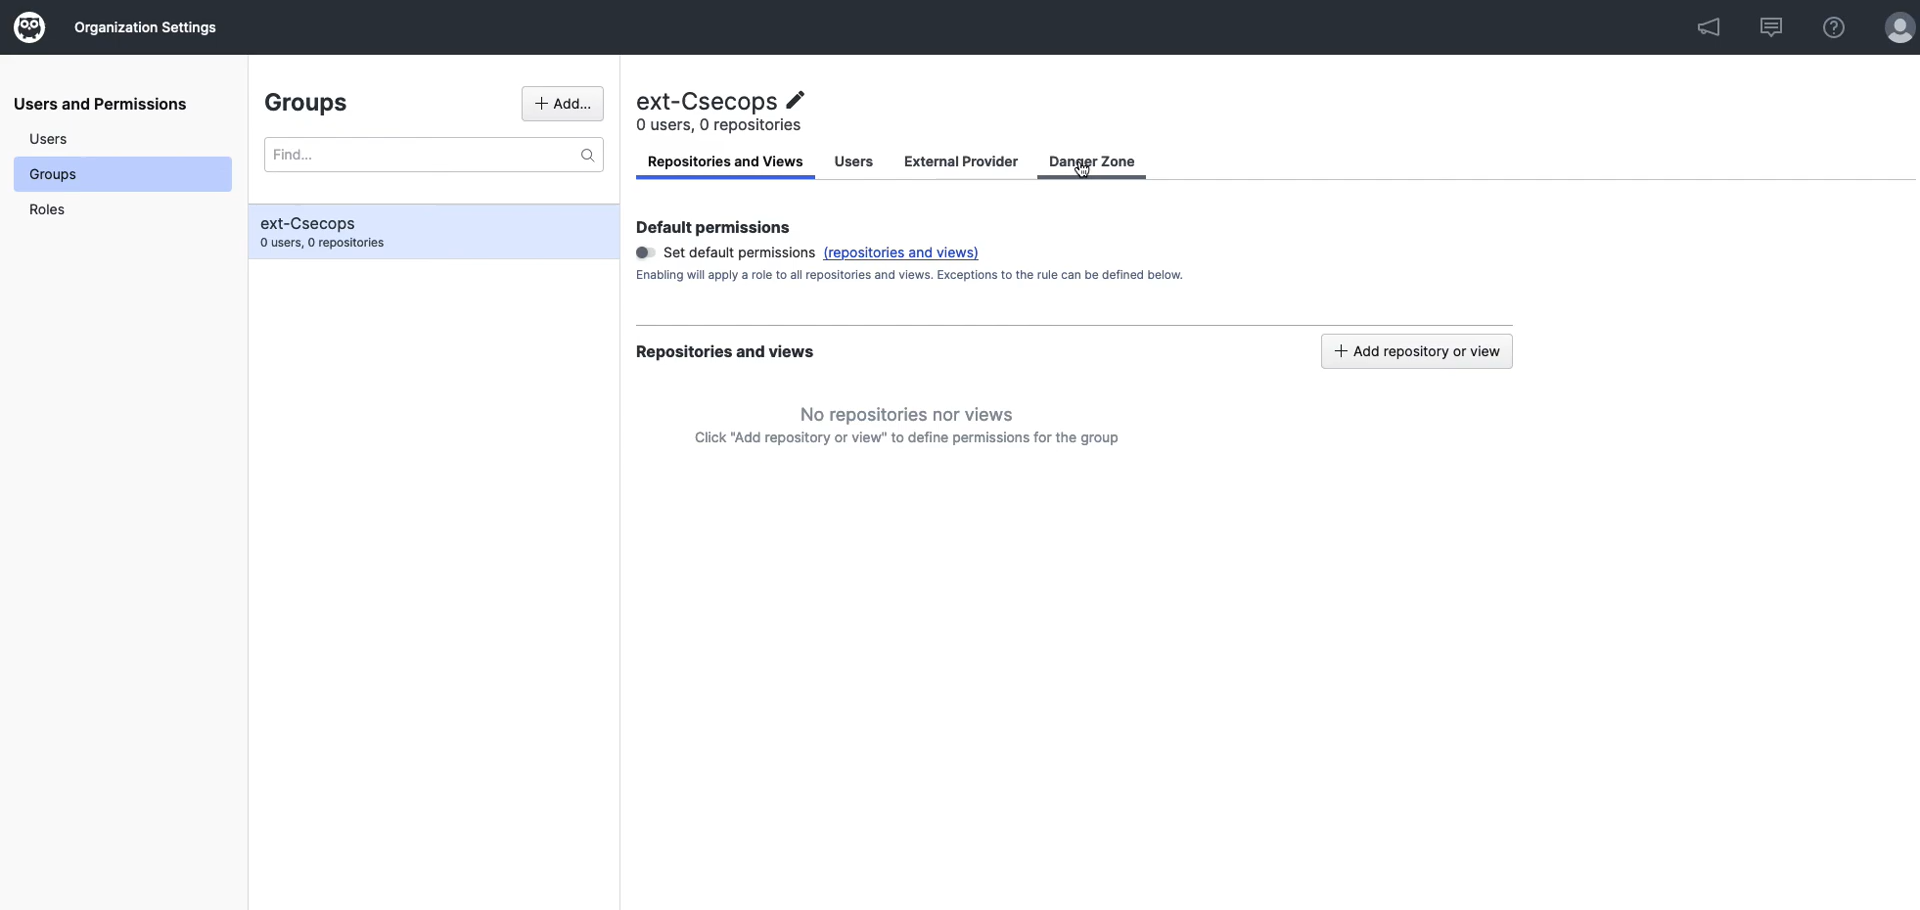 Organization Settings
Users and Permissions
Users
Groups
Roles
Groups
+ Add...
Find...
ext-Csecops
0 users, 0 repositories
ext-Csecops
0 users, 0 repositories
Repositories and Views Users External Provider Danger Zone
Default permissions
Set default permissions (repositories and views)
Enabling will apply a role to all repositories and views. Exceptions to the rule can be defined below.
Repositories and views
+ Add repository or view
No repositories nor views
Click "Add repository or view" to define permissions for the group